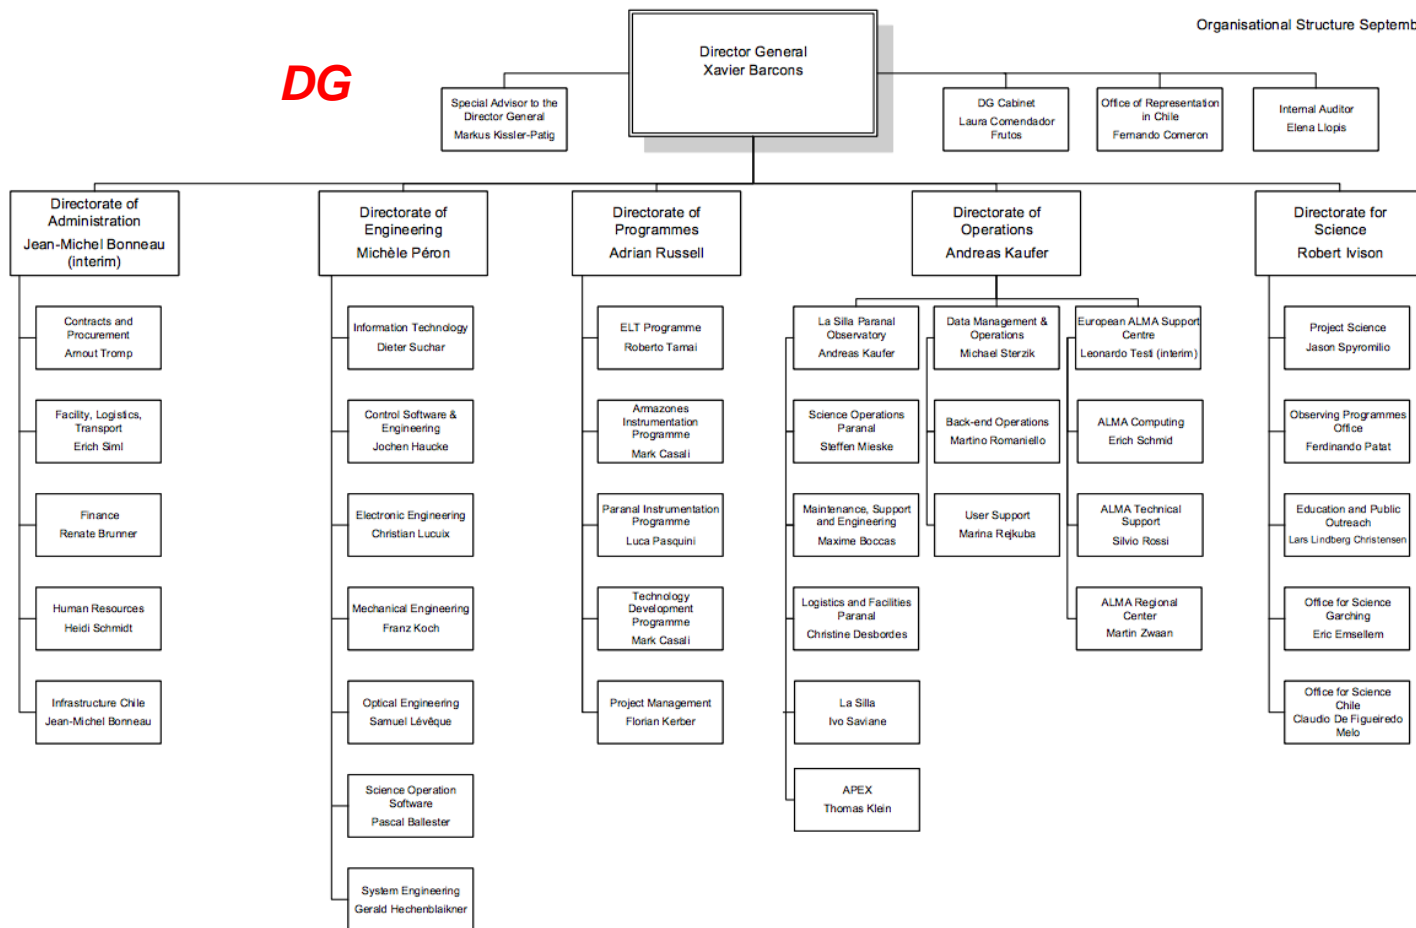 Organisational Structure Septemb
DG
Director General
Xavier Barcons
Special Advisor to the
Director General
Markus Kissler-Patig
DG Cabinet
Laura Comendador
Frutos
Office of Representation
in Chile
Fernando Comeron
Internal Auditor
Elena Llopis
Directorate of
Administration
Jean-Michel Bonneau
(interim)
Directorate of
Engineering
Michèle Péron
Directorate of
Programmes
Adrian Russell
Directorate of
Operations
Andreas Kaufer
Directorate for
Science
Robert Ivison
Contracts and
Procurement
Arnout Tromp
Facility, Logistics,
Transport
Erich Siml
Finance
Renate Brunner
Human Resources
Heidi Schmidt
Infrastructure Chile
Jean-Michel Bonneau
Information Technology
Dieter Suchar
Control Software &
Engineering
Jochen Haucke
Electronic Engineering
Christian Lucuix
Mechanical Engineering
Franz Koch
Optical Engineering
Samuel Lévêque
Science Operation
Software
Pascal Ballester
System Engineering
Gerald Hechenblaikner
ELT Programme
Roberto Tamai
Armazones
Instrumentation
Programme
Mark Casali
Paranal Instrumentation
Programme
Luca Pasquini
Technology
Development
Programme
Mark Casali
Project Management
Florian Kerber
La Silla Paranal
Observatory
Andreas Kaufer
Science Operations
Paranal
Steffen Mieske
Maintenance, Support
and Engineering
Maxime Boccas
Logistics and Facilities
Paranal
Christine Desbordes
La Silla
Ivo Saviane
APEX
Thomas Klein
Data Management &
Operations
Michael Sterzik
Back-end Operations
Martino Romaniello
User Support
Marina Rejkuba
European ALMA Support
Centre
Leonardo Testi (interim)
ALMA Computing
Erich Schmid
ALMA Technical
Support
Silvio Rossi
ALMA Regional
Center
Martin Zwaan
Project Science
Jason Spyromilio
Observing Programmes
Office
Ferdinando Patat
Education and Public
Outreach
Lars Lindberg Christensen
Office for Science
Garching
Eric Emsellem
Office for Science
Chile
Claudio De Figueiredo
Melo